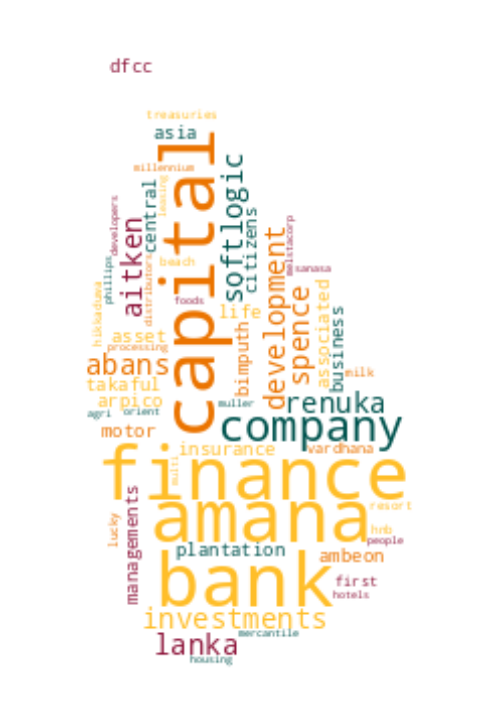 dfcc
treasuries
asia
capital
millennium
leasing
central
softlogic
citizens
developers
aitken
phillips
distributors
beach
melstacorp
sanasa
development
spence
associated
business
hikkaduwa
foods
life
bimputh
asset
processing
abans
milk
takaful
arpico
muller
renuka
agri
orient
company
motor
insurance
vardhana
finance
multi
managements
amana
resort
lucky
hnb
people
plantation
ambeon
bank
first
hotels
investments
mercantile
lanka
housing